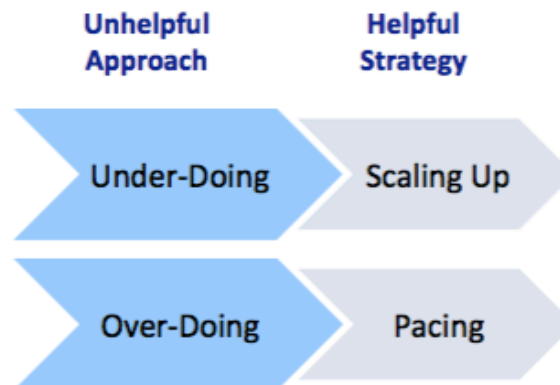 Unhelpful
Approach
Helpful
Strategy
Under-Doing
Scaling Up
Over-Doing
Pacing